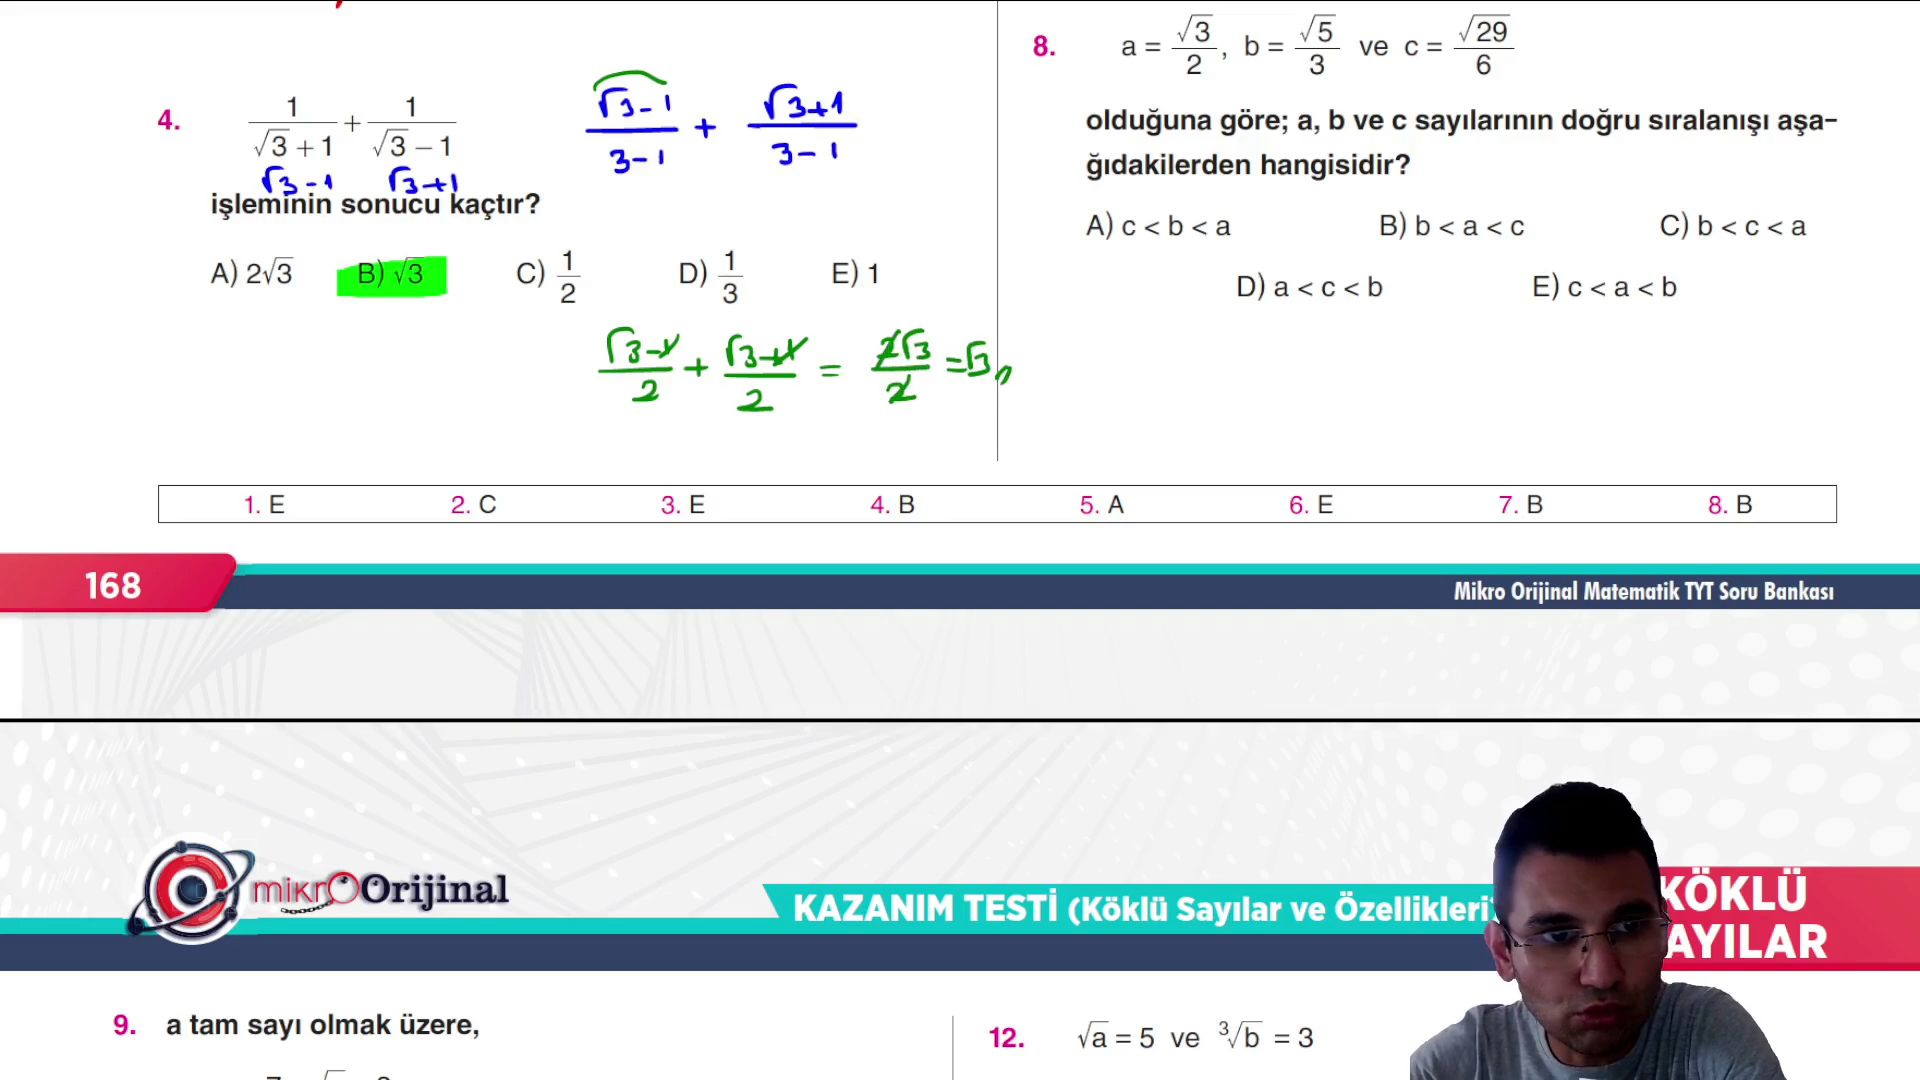 4. 1/(√3 + 1) + 1/(√3 − 1)
√3 - 1 √3 + 1
işleminin sonucu kaçtır?
A) 2√3 B) √3 C) 1/2 D) 1/3 E) 1
(√3 - 1)/(3 - 1) + (√3 + 1)/(3 - 1)
(√3 - 1)/2 + (√3 + 1)/2 = 2√3/2 = √3 //
8. a = √3/2, b = √5/3 ve c = √29/6
olduğuna göre; a, b ve c sayılarının doğru sıralanışı aşa-
ğıdakilerden hangisidir?
A) c < b < a B) b < a < c C) b < c < a
D) a < c < b E) c < a < b
1. E 2. C 3. E 4. B 5. A 6. E 7. B 8. B
168
Mikro Orijinal Matematik TYT Soru Bankası
mikro Orijinal
KAZANIM TESTİ (Köklü Sayılar ve Özellikleri
KÖKLÜ
AYILAR
9. a tam sayı olmak üzere,
12. √a = 5 ve ³√b = 3